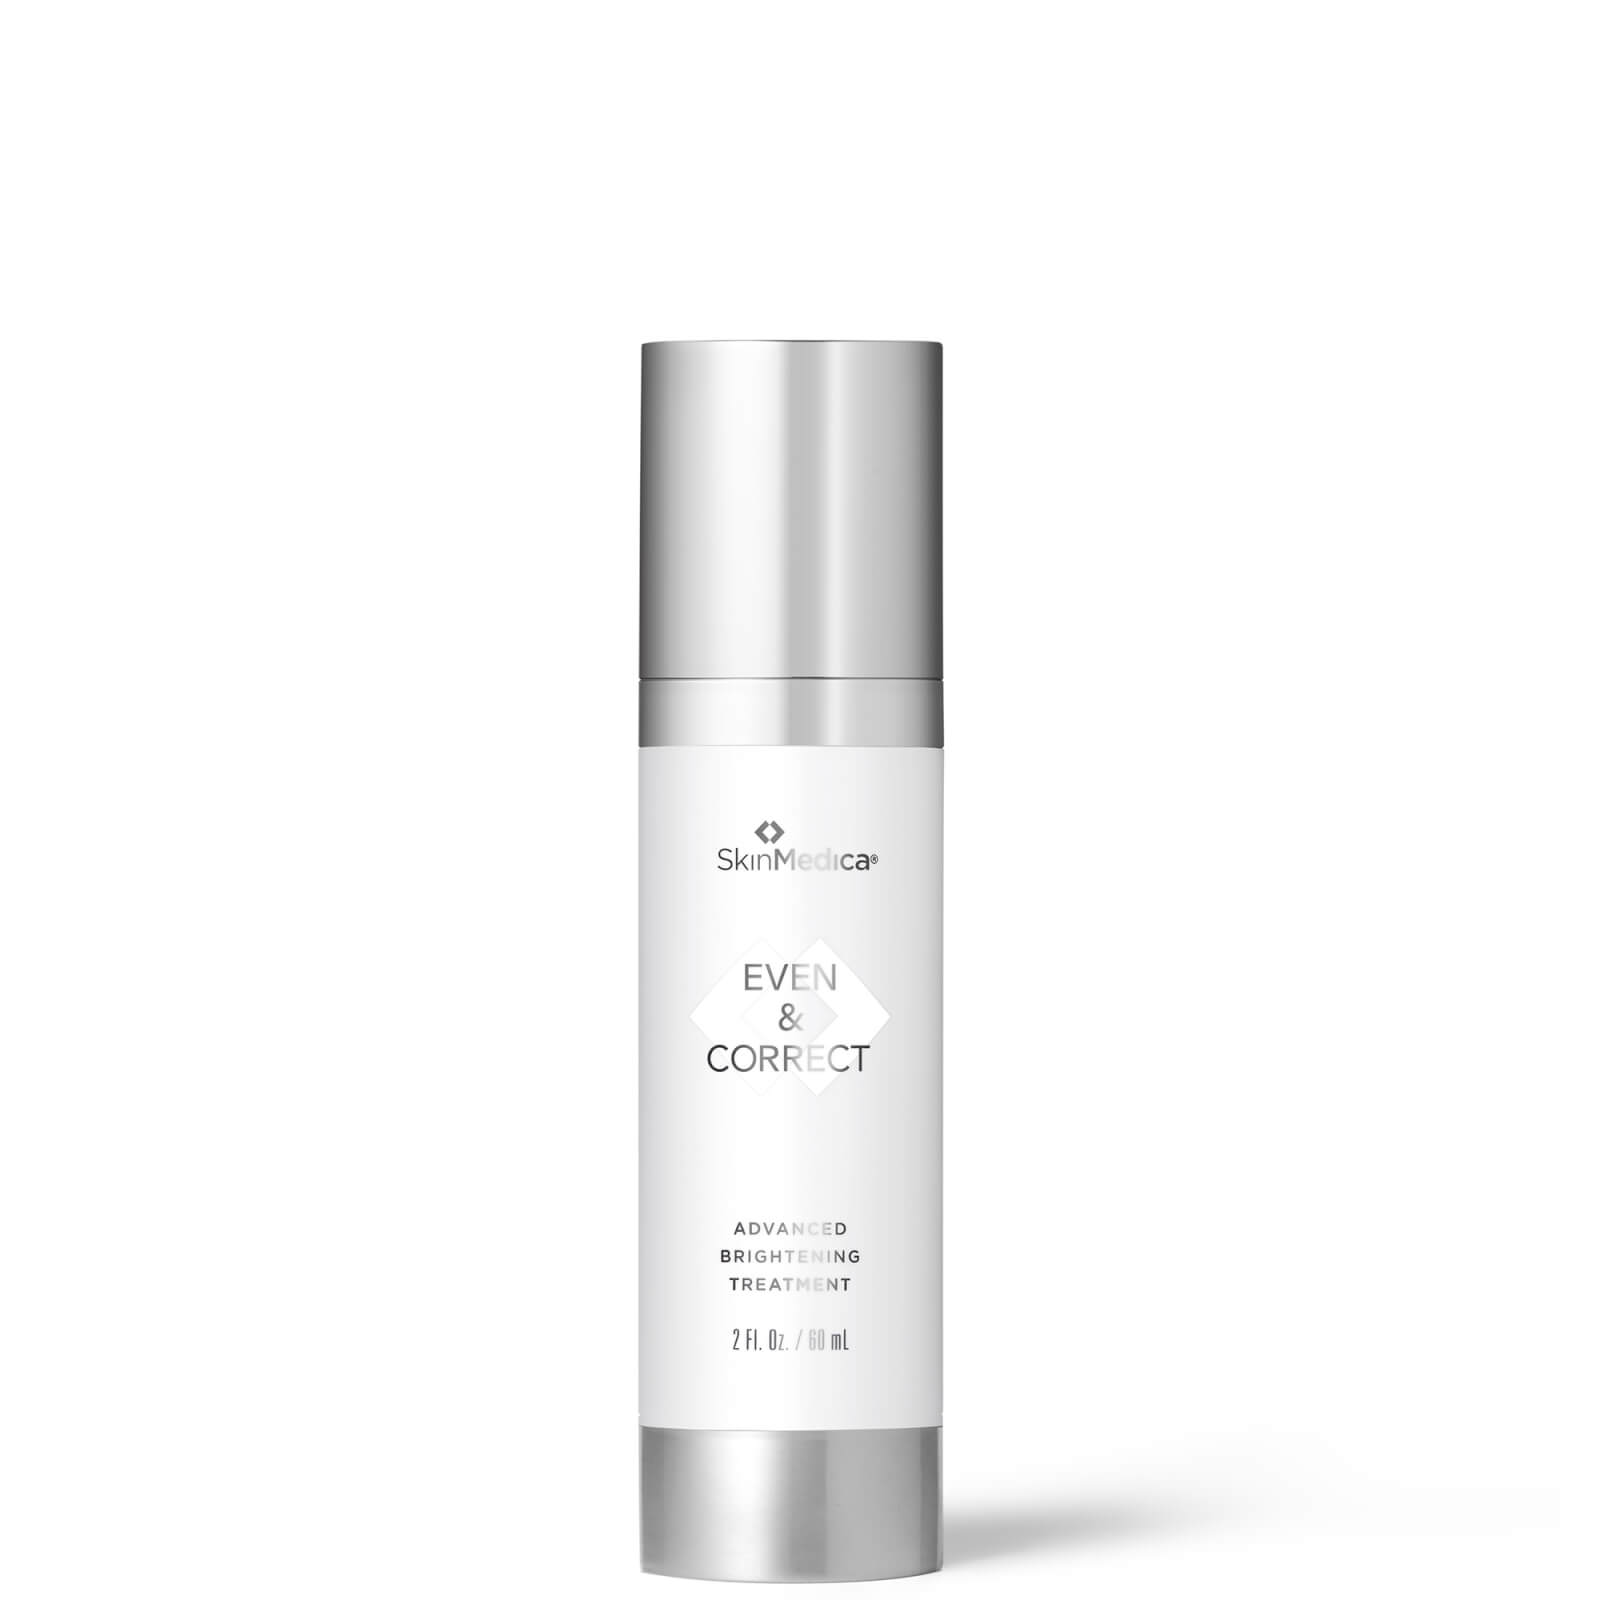 SkinMedica®
EVEN
&
CORRECT
ADVANCED
BRIGHTENING
TREATMENT
2 Fl. Oz. / 60 mL